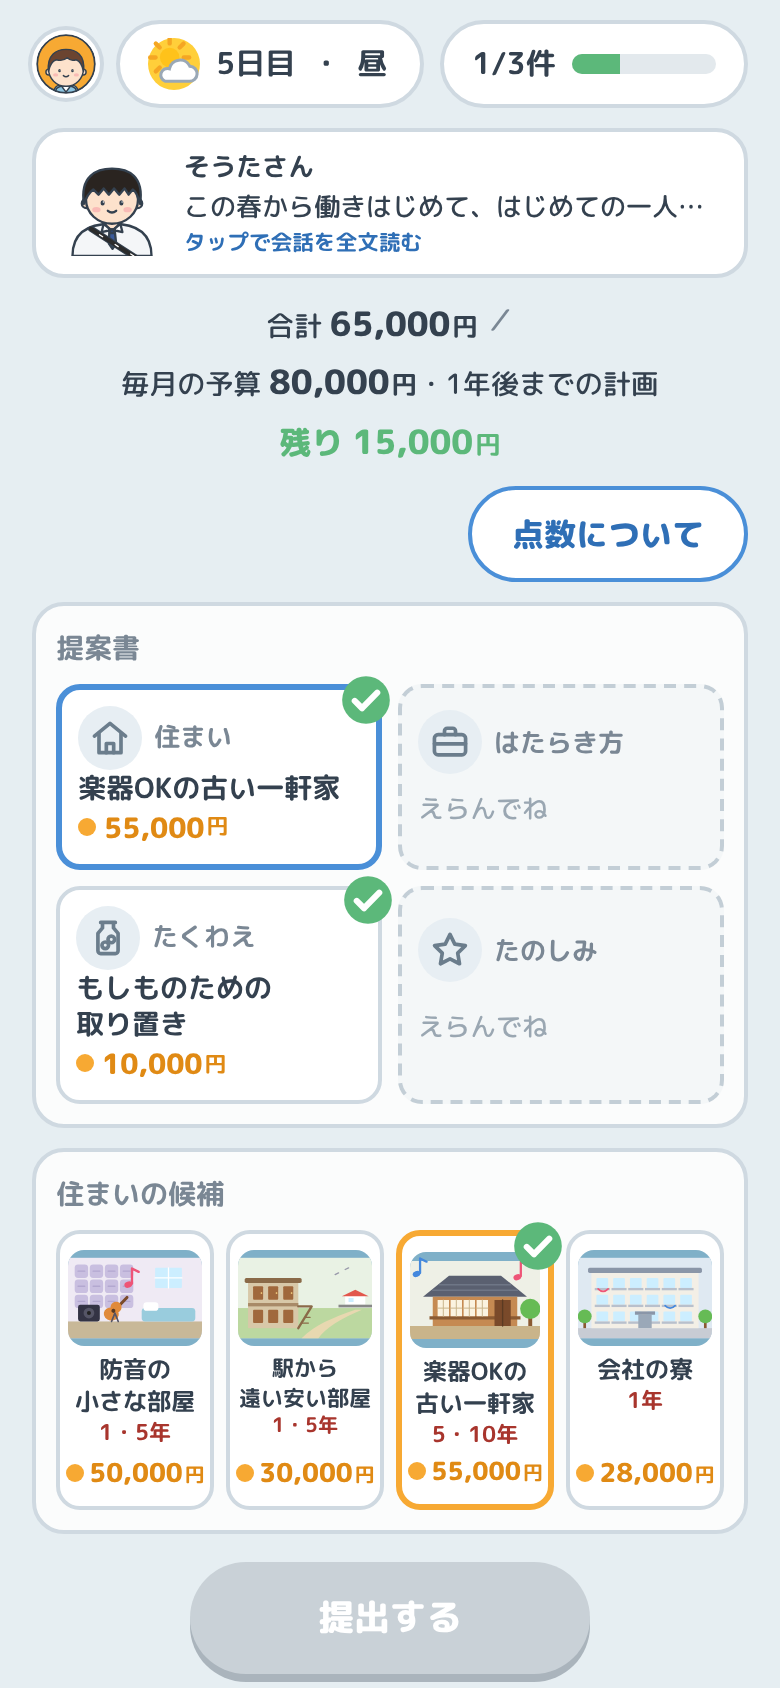 5日目 ・ 昼
1/3件
そうたさん
この春から働きはじめて、はじめての一人…
タップで会話を全文読む
合計 65,000円 /
毎月の予算 80,000円・1年後までの計画
残り 15,000円
点数について
提案書
住まい
楽器OKの古い一軒家
55,000円
はたらき方
えらんでね
たくわえ
もしものための
取り置き
10,000円
たのしみ
えらんでね
住まいの候補
防音の
小さな部屋
1・5年
50,000円
駅から
遠い安い部屋
1・5年
30,000円
楽器OKの
古い一軒家
5・10年
55,000円
会社の寮
1年
28,000円
提出する